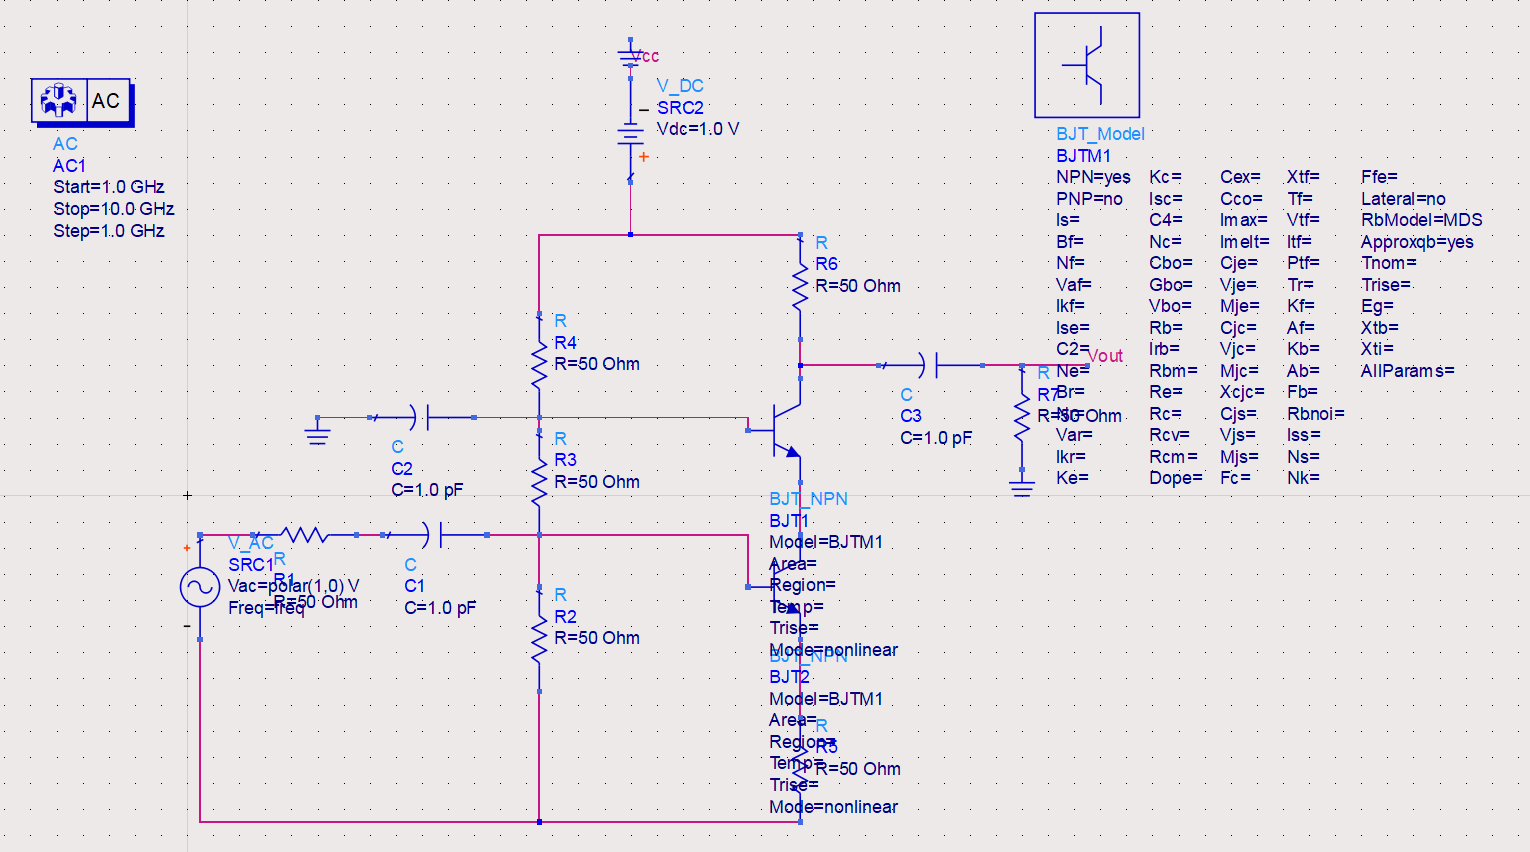 AC
AC
AC1
Start=1.0 GHz
Stop=10.0 GHz
Step=1.0 GHz
Vcc
V_DC
SRC2
Vdc=1.0 V
R
R6
R=50 Ohm
R
R4
R=50 Ohm
C
C2
C=1.0 pF
R
R3
R=50 Ohm
V_AC
SRC1
Vac=polar(1,0) V
Freq=freq
R
R1
R=50 Ohm
C
C1
C=1.0 pF
R
R2
R=50 Ohm
C
C3
C=1.0 pF
Vout
R
R7
R=50 Ohm
BJT_NPN
BJT1
Model=BJTM1
Area=
Region=
Temp=
Trise=
Mode=nonlinear
BJT_NPN
BJT2
Model=BJTM1
Area=
Region=
Temp=
Trise=
Mode=nonlinear
R
R5
R=50 Ohm
BJT_Model
BJTM1
NPN=yes
PNP=no
Is=
Bf=
Nf=
Vaf=
Ikf=
Ise=
C2=
Ne=
Br=
Nr=
Var=
Ikr=
Ke=
Kc=
Isc=
C4=
Nc=
Cbo=
Gbo=
Vbo=
Rb=
Irb=
Rbm=
Re=
Rc=
Rcv=
Rcm=
Dope=
Cex=
Cco=
Imax=
Imelt=
Cje=
Vje=
Mje=
Cjc=
Vjc=
Mjc=
Xcjc=
Cjs=
Vjs=
Mjs=
Fc=
Xtf=
Tf=
Vtf=
Itf=
Ptf=
Tr=
Kf=
Af=
Kb=
Ab=
Fb=
Rbnoi=
Iss=
Ns=
Nk=
Ffe=
Lateral=no
RbModel=MDS
Approxqb=yes
Tnom=
Trise=
Eg=
Xtb=
Xti=
AllParams=